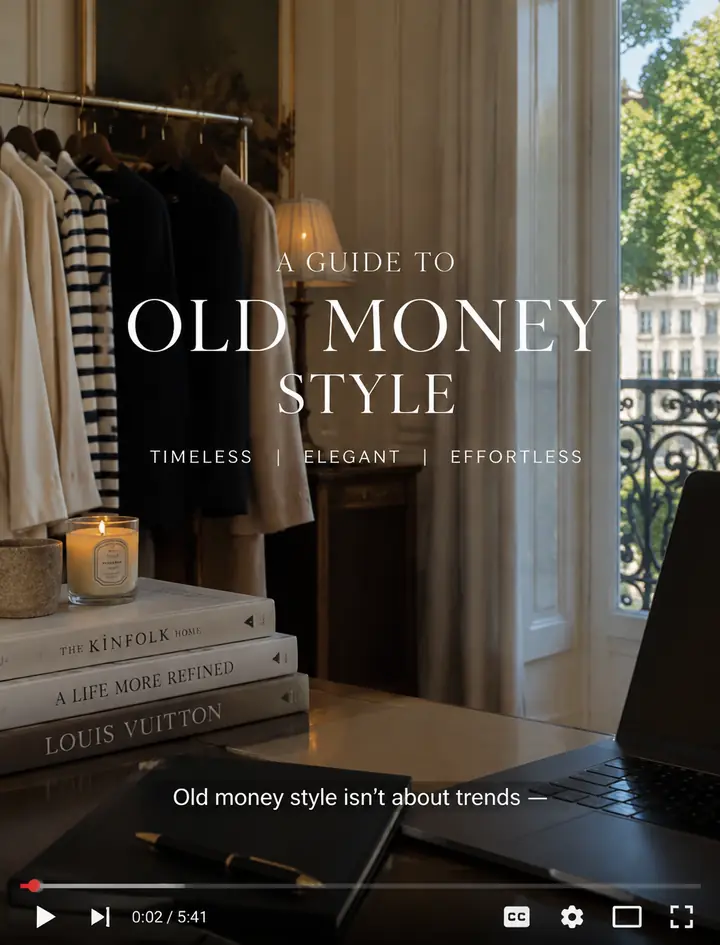 A GUIDE TO
OLD MONEY
STYLE
TIMELESS | ELEGANT | EFFORTLESS
THE KINFOLK HOME
A LIFE MORE REFINED
LOUIS VUITTON
Old money style isn't about trends —
0:02 / 5:41
CC